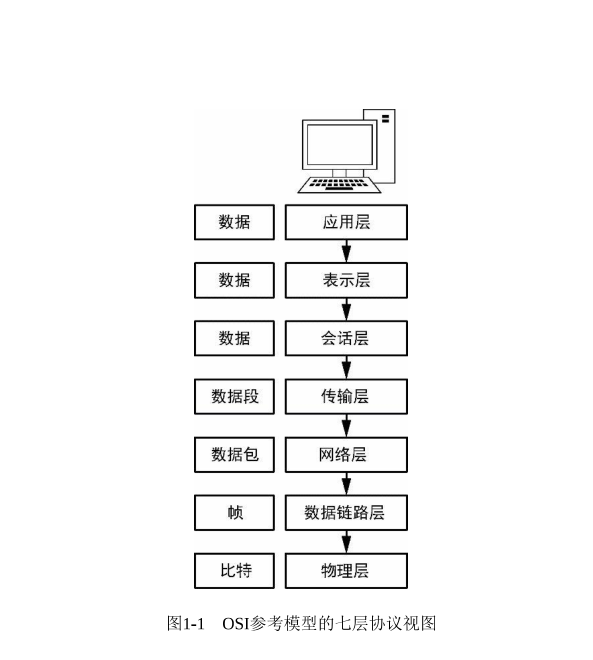 数据 应用层
数据 表示层
数据 会话层
数据段 传输层
数据包 网络层
帧 数据链路层
比特 物理层
图1-1 OSI参考模型的七层协议视图